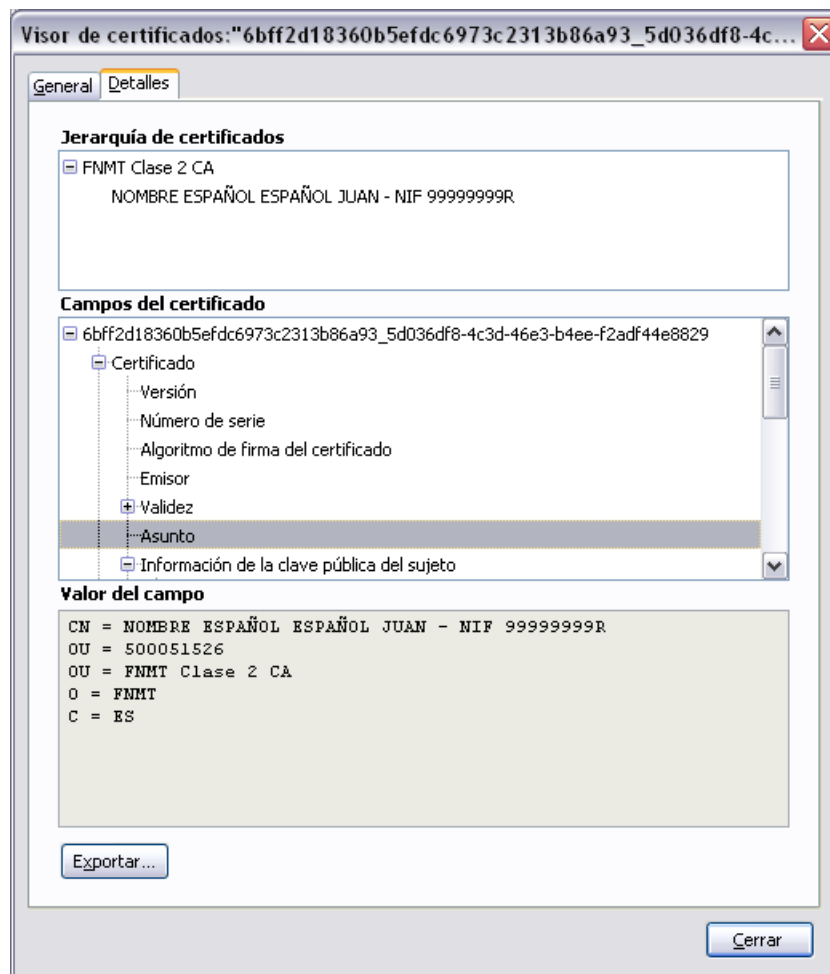 Visor de certificados:"6bff2d18360b5efdc6973c2313b86a93_5d036df8-4c...
General Detalles
Jerarquía de certificados
FNMT Clase 2 CA
NOMBRE ESPAÑOL ESPAÑOL JUAN - NIF 99999999R
Campos del certificado
6bff2d18360b5efdc6973c2313b86a93_5d036df8-4c3d-46e3-b4ee-f2adf44e8829
Certificado
Versión
Número de serie
Algoritmo de firma del certificado
Emisor
Validez
Asunto
Información de la clave pública del sujeto
Valor del campo
CN = NOMBRE ESPAÑOL ESPAÑOL JUAN - NIF 99999999R
OU = 500051526
OU = FNMT Clase 2 CA
O = FNMT
C = ES
Exportar...
Cerrar